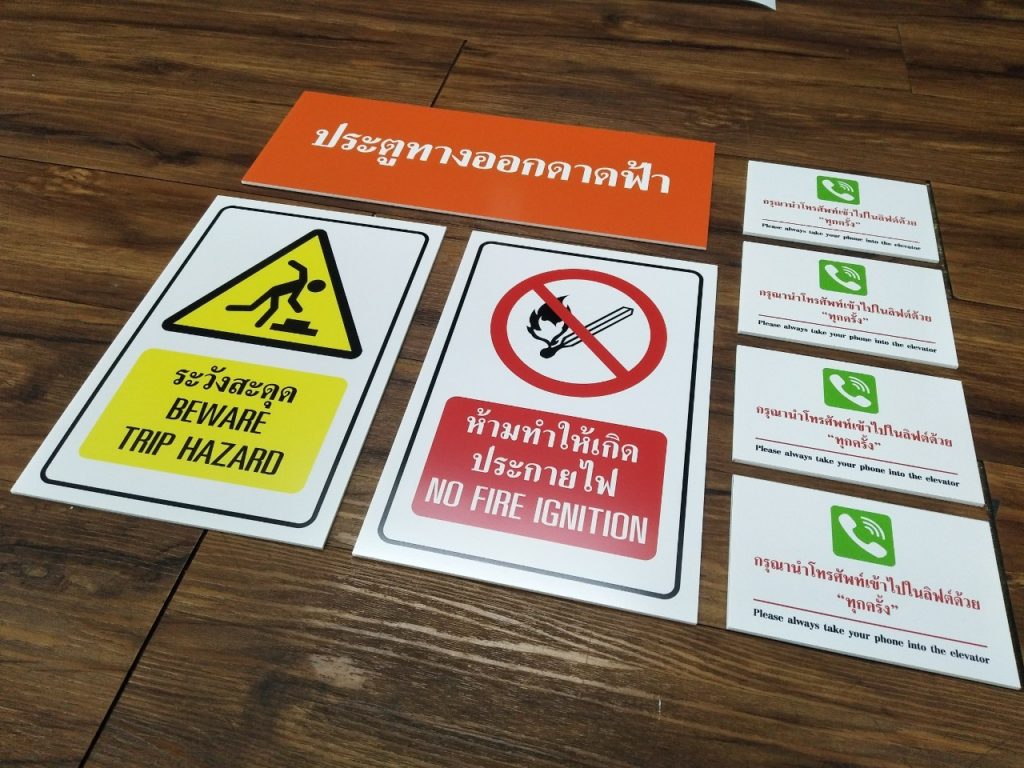 ประตูทางออกดาดฟ้า
ระวังสะดุด
BEWARE
TRIP HAZARD
ห้ามทำให้เกิด
ประกายไฟ
NO FIRE IGNITION
กรุณานำโทรศัพท์เข้าไปในลิฟต์ด้วย
“ทุกครั้ง”
Please always take your phone into the elevator
กรุณานำโทรศัพท์เข้าไปในลิฟต์ด้วย
“ทุกครั้ง”
Please always take your phone into the elevator
กรุณานำโทรศัพท์เข้าไปในลิฟต์ด้วย
“ทุกครั้ง”
Please always take your phone into the elevator
กรุณานำโทรศัพท์เข้าไปในลิฟต์ด้วย
“ทุกครั้ง”
Please always take your phone into the elevator